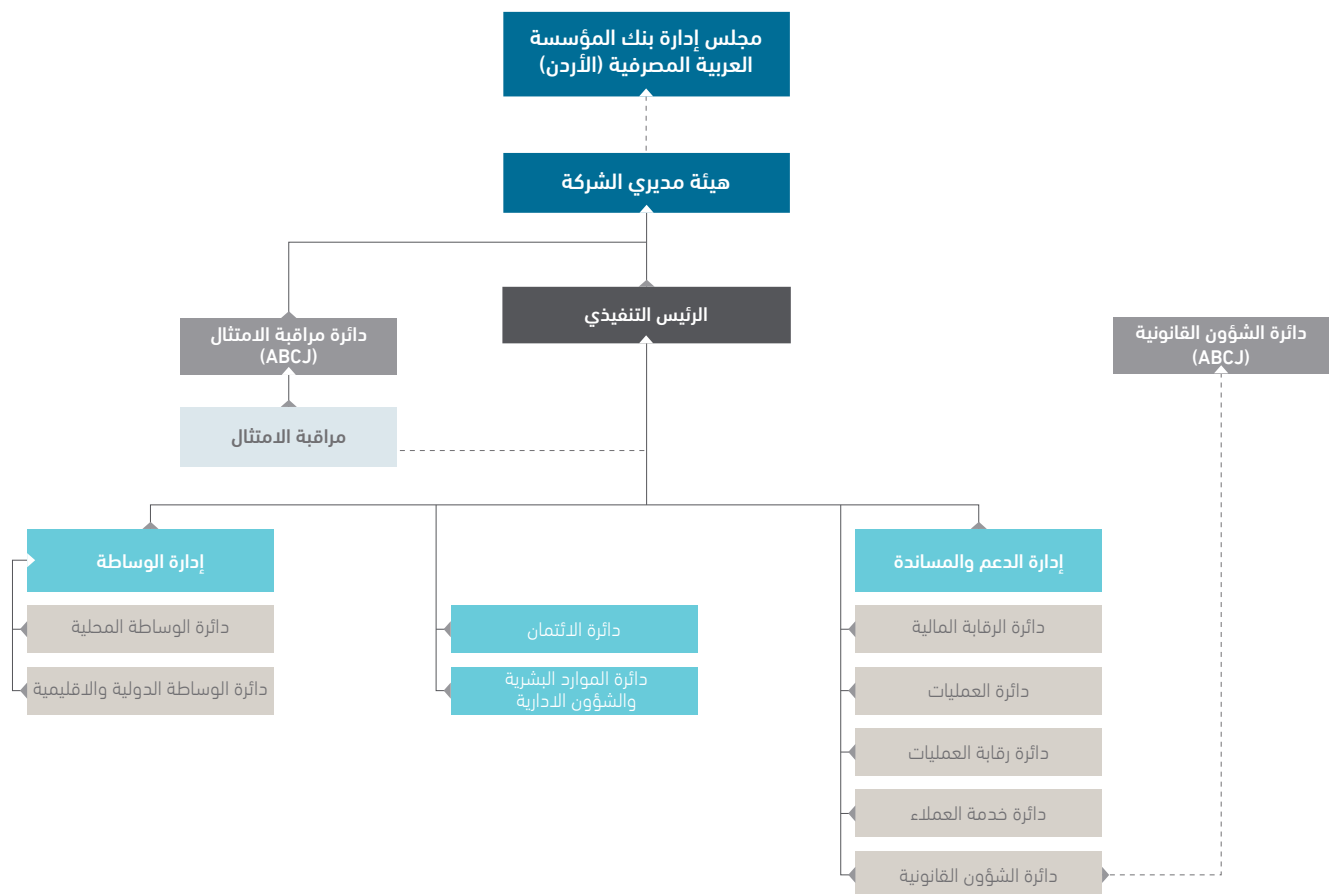 مجلس إدارة بنك المؤسسة
العربية المصرفية (الأردن)
هيئة مديري الشركة
الرئيس التنفيذي
دائرة الشؤون القانونية
(ABCJ)
دائرة مراقبة الامتثال
(ABCJ)
مراقبة الامتثال
إدارة الدعم والمساندة
دائرة الرقابة المالية
دائرة العمليات
دائرة رقابة العمليات
دائرة خدمة العملاء
دائرة الشؤون القانونية
دائرة الائتمان
دائرة الموارد البشرية
والشؤون الادارية
إدارة الوساطة
دائرة الوساطة المحلية
دائرة الوساطة الدولية والاقليمية